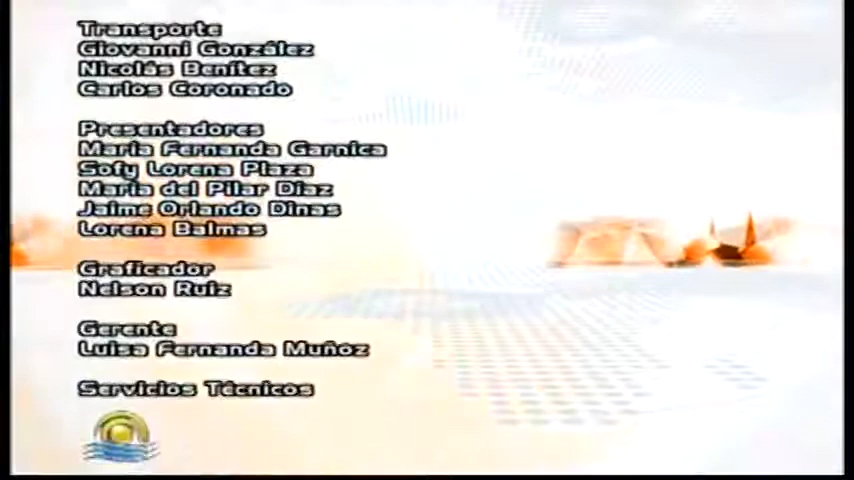 Transporte
Giovanni González
Nicolás Benítez
Carlos Coronado
Presentadores
María Fernanda Garnica
Sofy Lorena Plaza
María del Pilar Díaz
Jaime Orlando Dinas
Lorena Balmas
Graficador
Nelson Ruiz
Gerente
Luisa Fernanda Muñoz
Servicios Técnicos